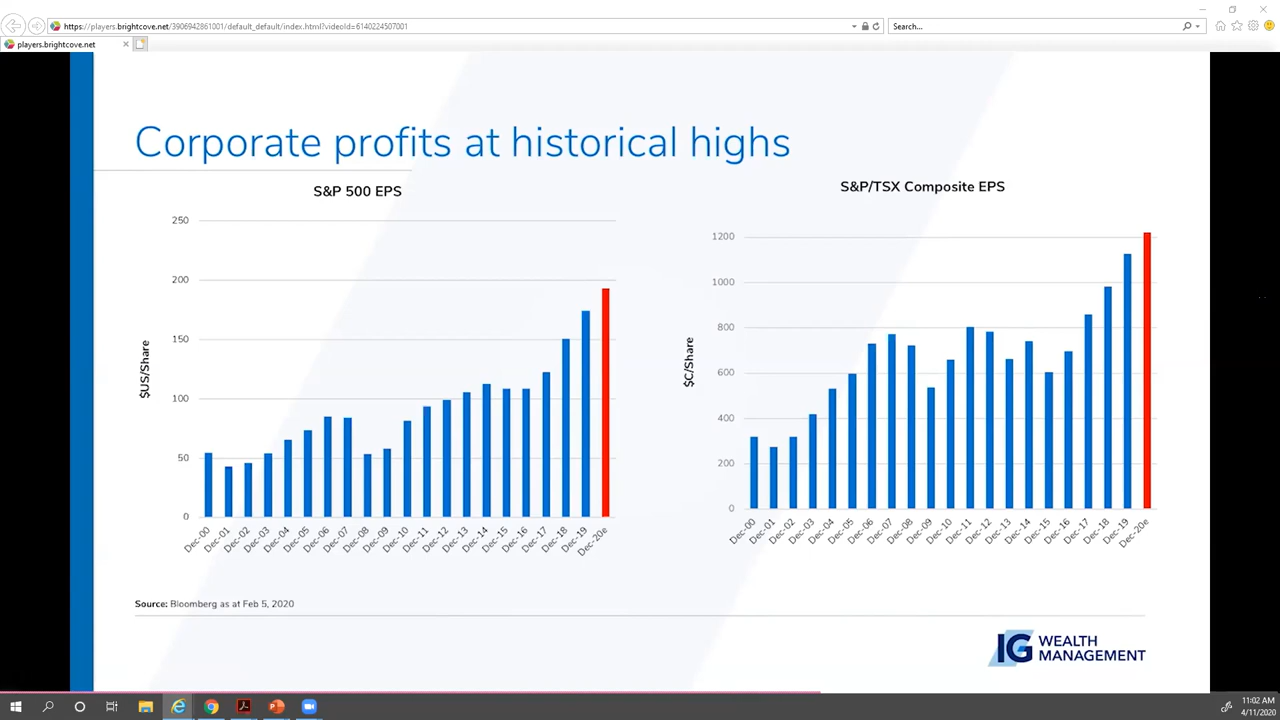 https://players.brightcove.net/3906942861001/default_default/index.html?videoId=6140224507001
Search...
players.brightcove.net
Corporate profits at historical highs
S&P 500 EPS
250
200
150
100
50
0
$US/Share
Dec-00
Dec-01
Dec-02
Dec-03
Dec-04
Dec-05
Dec-06
Dec-07
Dec-08
Dec-09
Dec-10
Dec-11
Dec-12
Dec-13
Dec-14
Dec-15
Dec-16
Dec-17
Dec-18
Dec-19
Dec-20e
S&P/TSX Composite EPS
1200
1000
800
600
400
200
0
$C/Share
Dec-00
Dec-01
Dec-02
Dec-03
Dec-04
Dec-05
Dec-06
Dec-07
Dec-08
Dec-09
Dec-10
Dec-11
Dec-12
Dec-13
Dec-14
Dec-15
Dec-16
Dec-17
Dec-18
Dec-19
Dec-20e
Source: Bloomberg as at Feb 5, 2020
IG WEALTH
MANAGEMENT
11:02 AM
4/11/2020